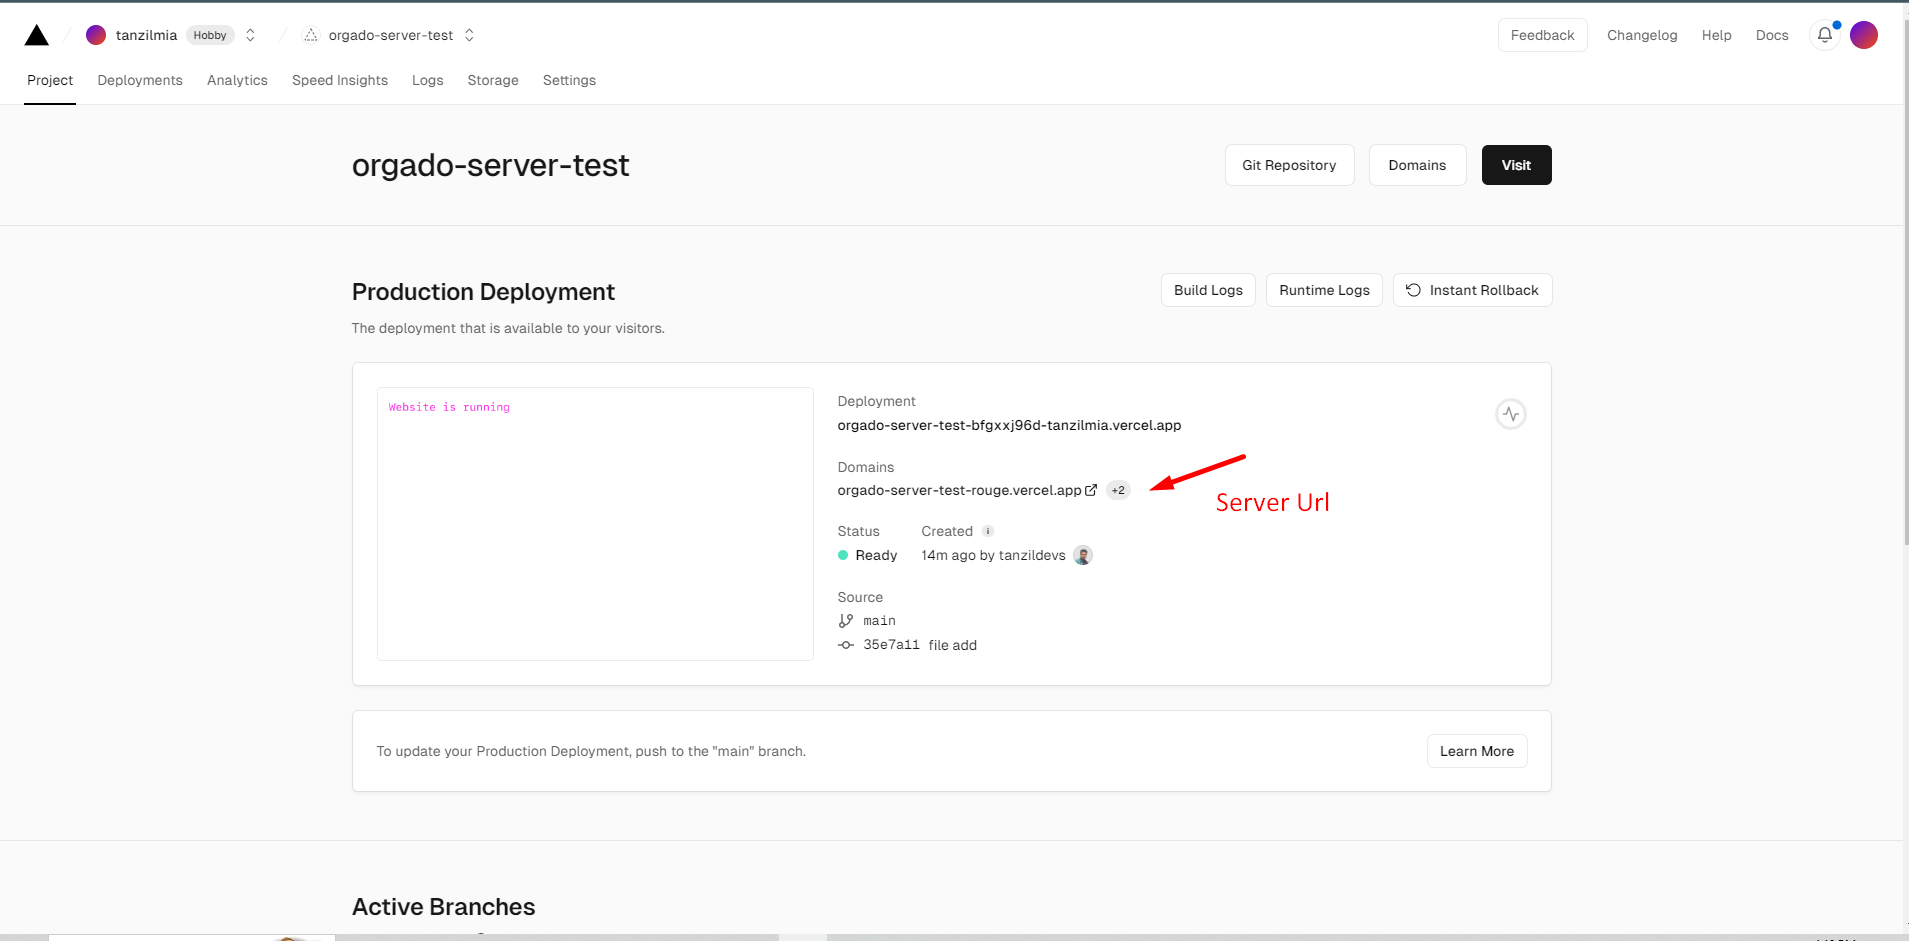 tanzilmia Hobby orgado-server-test Feedback Changelog Help Docs
Project Deployments Analytics Speed Insights Logs Storage Settings
orgado-server-test Git Repository Domains Visit
Production Deployment Build Logs Runtime Logs Instant Rollback
The deployment that is available to your visitors.
Website is running
Deployment
orgado-server-test-bfgxxj96d-tanzilmia.vercel.app
Domains
orgado-server-test-rouge.vercel.app +2
Server Url
Status Created i
Ready 14m ago by tanzildevs
Source
main
35e7a11 file add
To update your Production Deployment, push to the "main" branch. Learn More
Active Branches